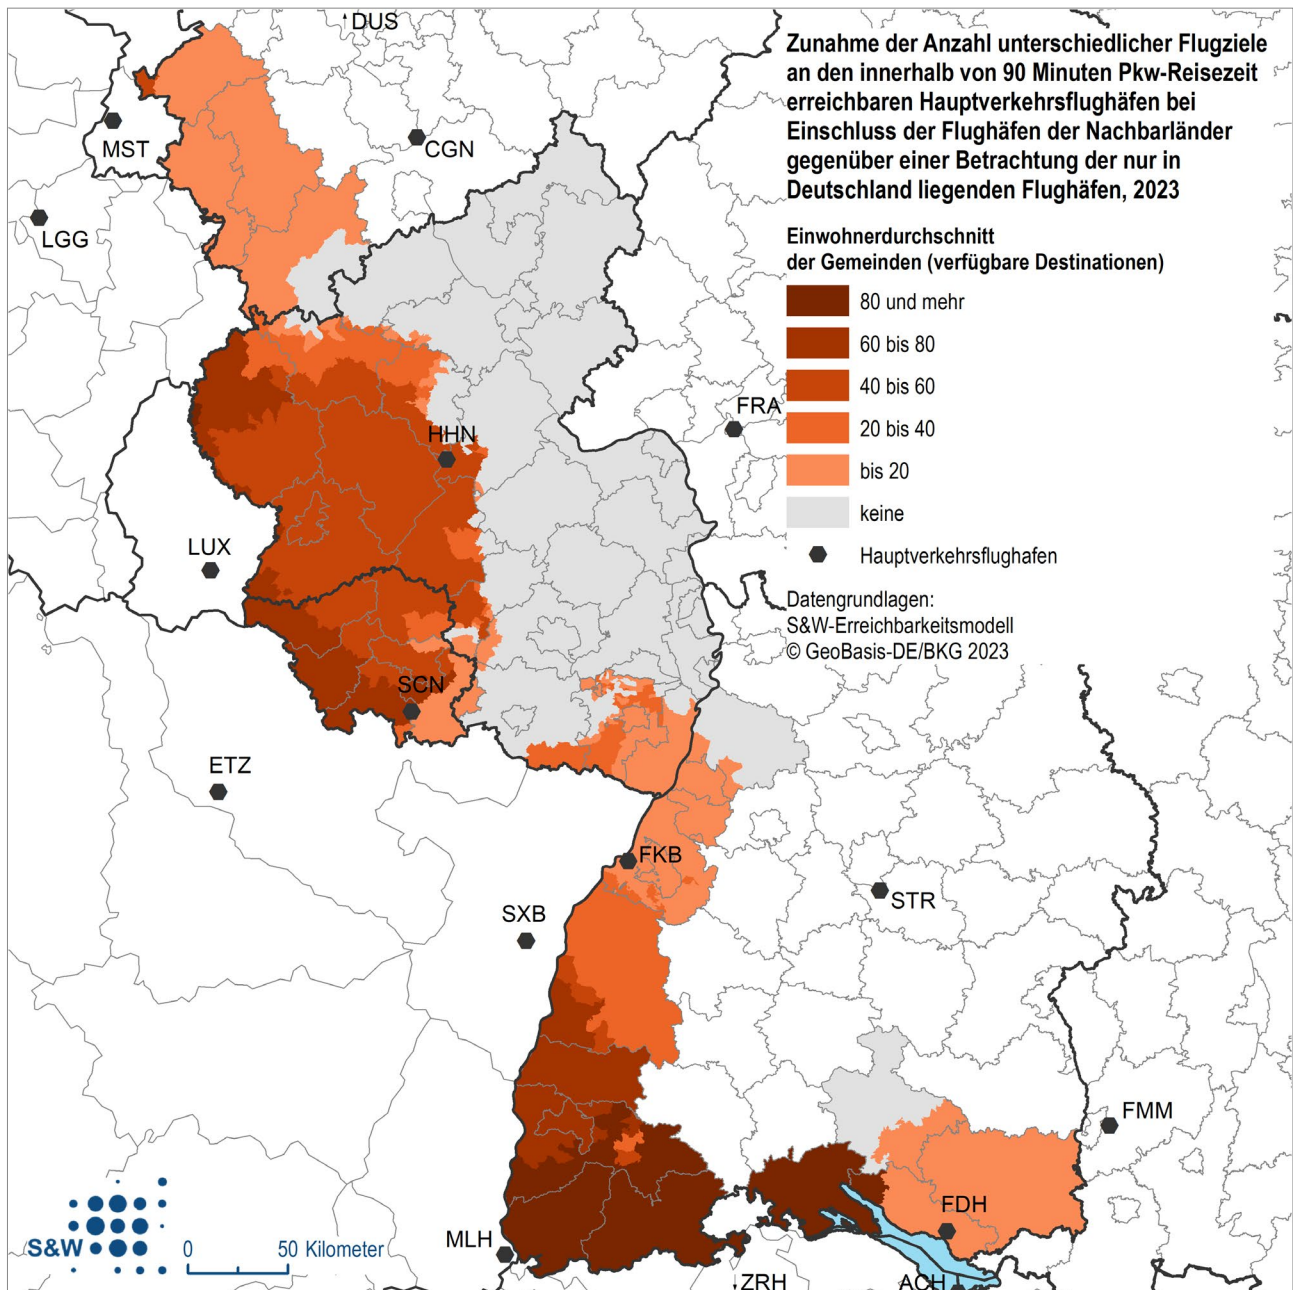 DUS
Zunahme der Anzahl unterschiedlicher Flugziele
an den innerhalb von 90 Minuten Pkw-Reisezeit
erreichbaren Hauptverkehrsflughäfen bei
Einschluss der Flughäfen der Nachbarländer
gegenüber einer Betrachtung der nur in
Deutschland liegenden Flughäfen, 2023
Einwohnerdurchschnitt
der Gemeinden (verfügbare Destinationen)
80 und mehr
60 bis 80
40 bis 60
20 bis 40
bis 20
keine
Hauptverkehrsflughafen
Datengrundlagen:
S&W-Erreichbarkeitsmodell
© GeoBasis-DE/BKG 2023
MST
CGN
LGG
FRA
HHN
LUX
SCN
ETZ
FKB
STR
SXB
FMM
FDH
MLH
ZRH
ACH
S&W
0 50 Kilometer